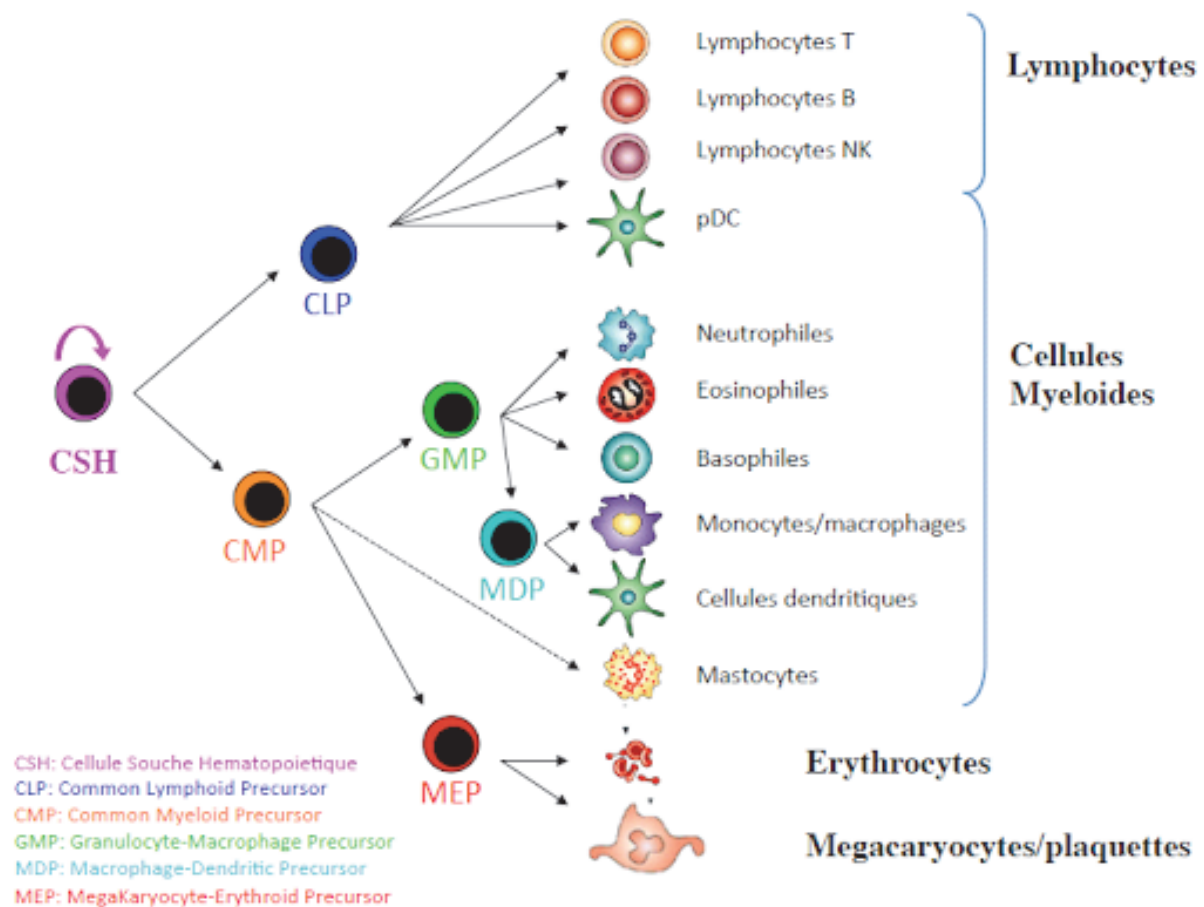 Lymphocytes T
Lymphocytes B
Lymphocytes NK
pDC
Lymphocytes
CLP
Neutrophiles
Eosinophiles
Basophiles
Monocytes/macrophages
Cellules dendritiques
Mastocytes
Cellules
Myeloides
CSH
GMP
CMP
MDP
MEP
Erythrocytes
Megacaryocytes/plaquettes
CSH: Cellule Souche Hematopoietique
CLP: Common Lymphoid Precursor
CMP: Common Myeloid Precursor
GMP: Granulocyte-Macrophage Precursor
MDP: Macrophage-Dendritic Precursor
MEP: MegaKaryocyte-Erythroid Precursor